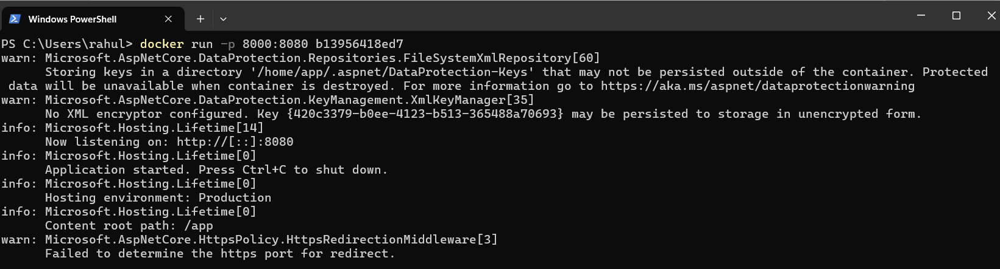 Windows PowerShell
PS C:\Users\rahul> docker run -p 8000:8080 b13956418ed7
warn: Microsoft.AspNetCore.DataProtection.Repositories.FileSystemXmlRepository[60]
      Storing keys in a directory '/home/app/.aspnet/DataProtection-Keys' that may not be persisted outside of the container. Protected
 data will be unavailable when container is destroyed. For more information go to https://aka.ms/aspnet/dataprotectionwarning
warn: Microsoft.AspNetCore.DataProtection.KeyManagement.XmlKeyManager[35]
      No XML encryptor configured. Key {420c3379-b0ee-4123-b513-365488a70693} may be persisted to storage in unencrypted form.
info: Microsoft.Hosting.Lifetime[14]
      Now listening on: http://[::]:8080
info: Microsoft.Hosting.Lifetime[0]
      Application started. Press Ctrl+C to shut down.
info: Microsoft.Hosting.Lifetime[0]
      Hosting environment: Production
info: Microsoft.Hosting.Lifetime[0]
      Content root path: /app
warn: Microsoft.AspNetCore.HttpsPolicy.HttpsRedirectionMiddleware[3]
      Failed to determine the https port for redirect.